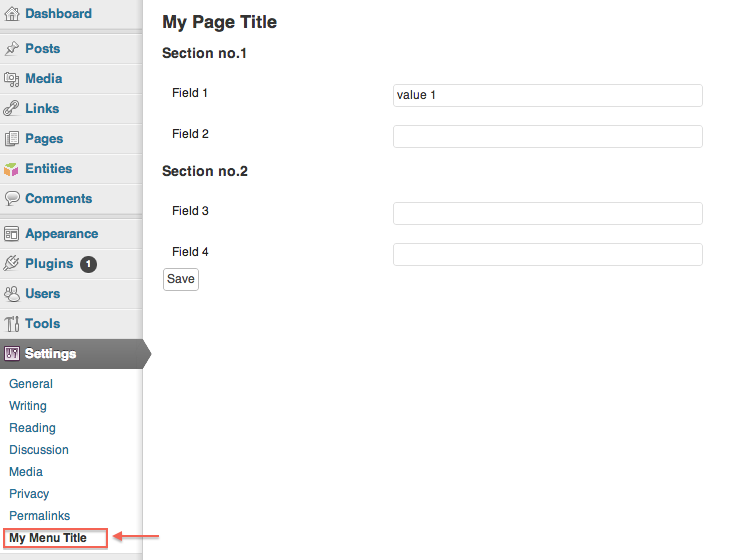 Dashboard
Posts
Media
Links
Pages
Entities
Comments
Appearance
Plugins 1
Users
Tools
Settings
General
Writing
Reading
Discussion
Media
Privacy
Permalinks
My Menu Title
My Page Title
Section no.1
Field 1 value 1
Field 2
Section no.2
Field 3
Field 4
Save